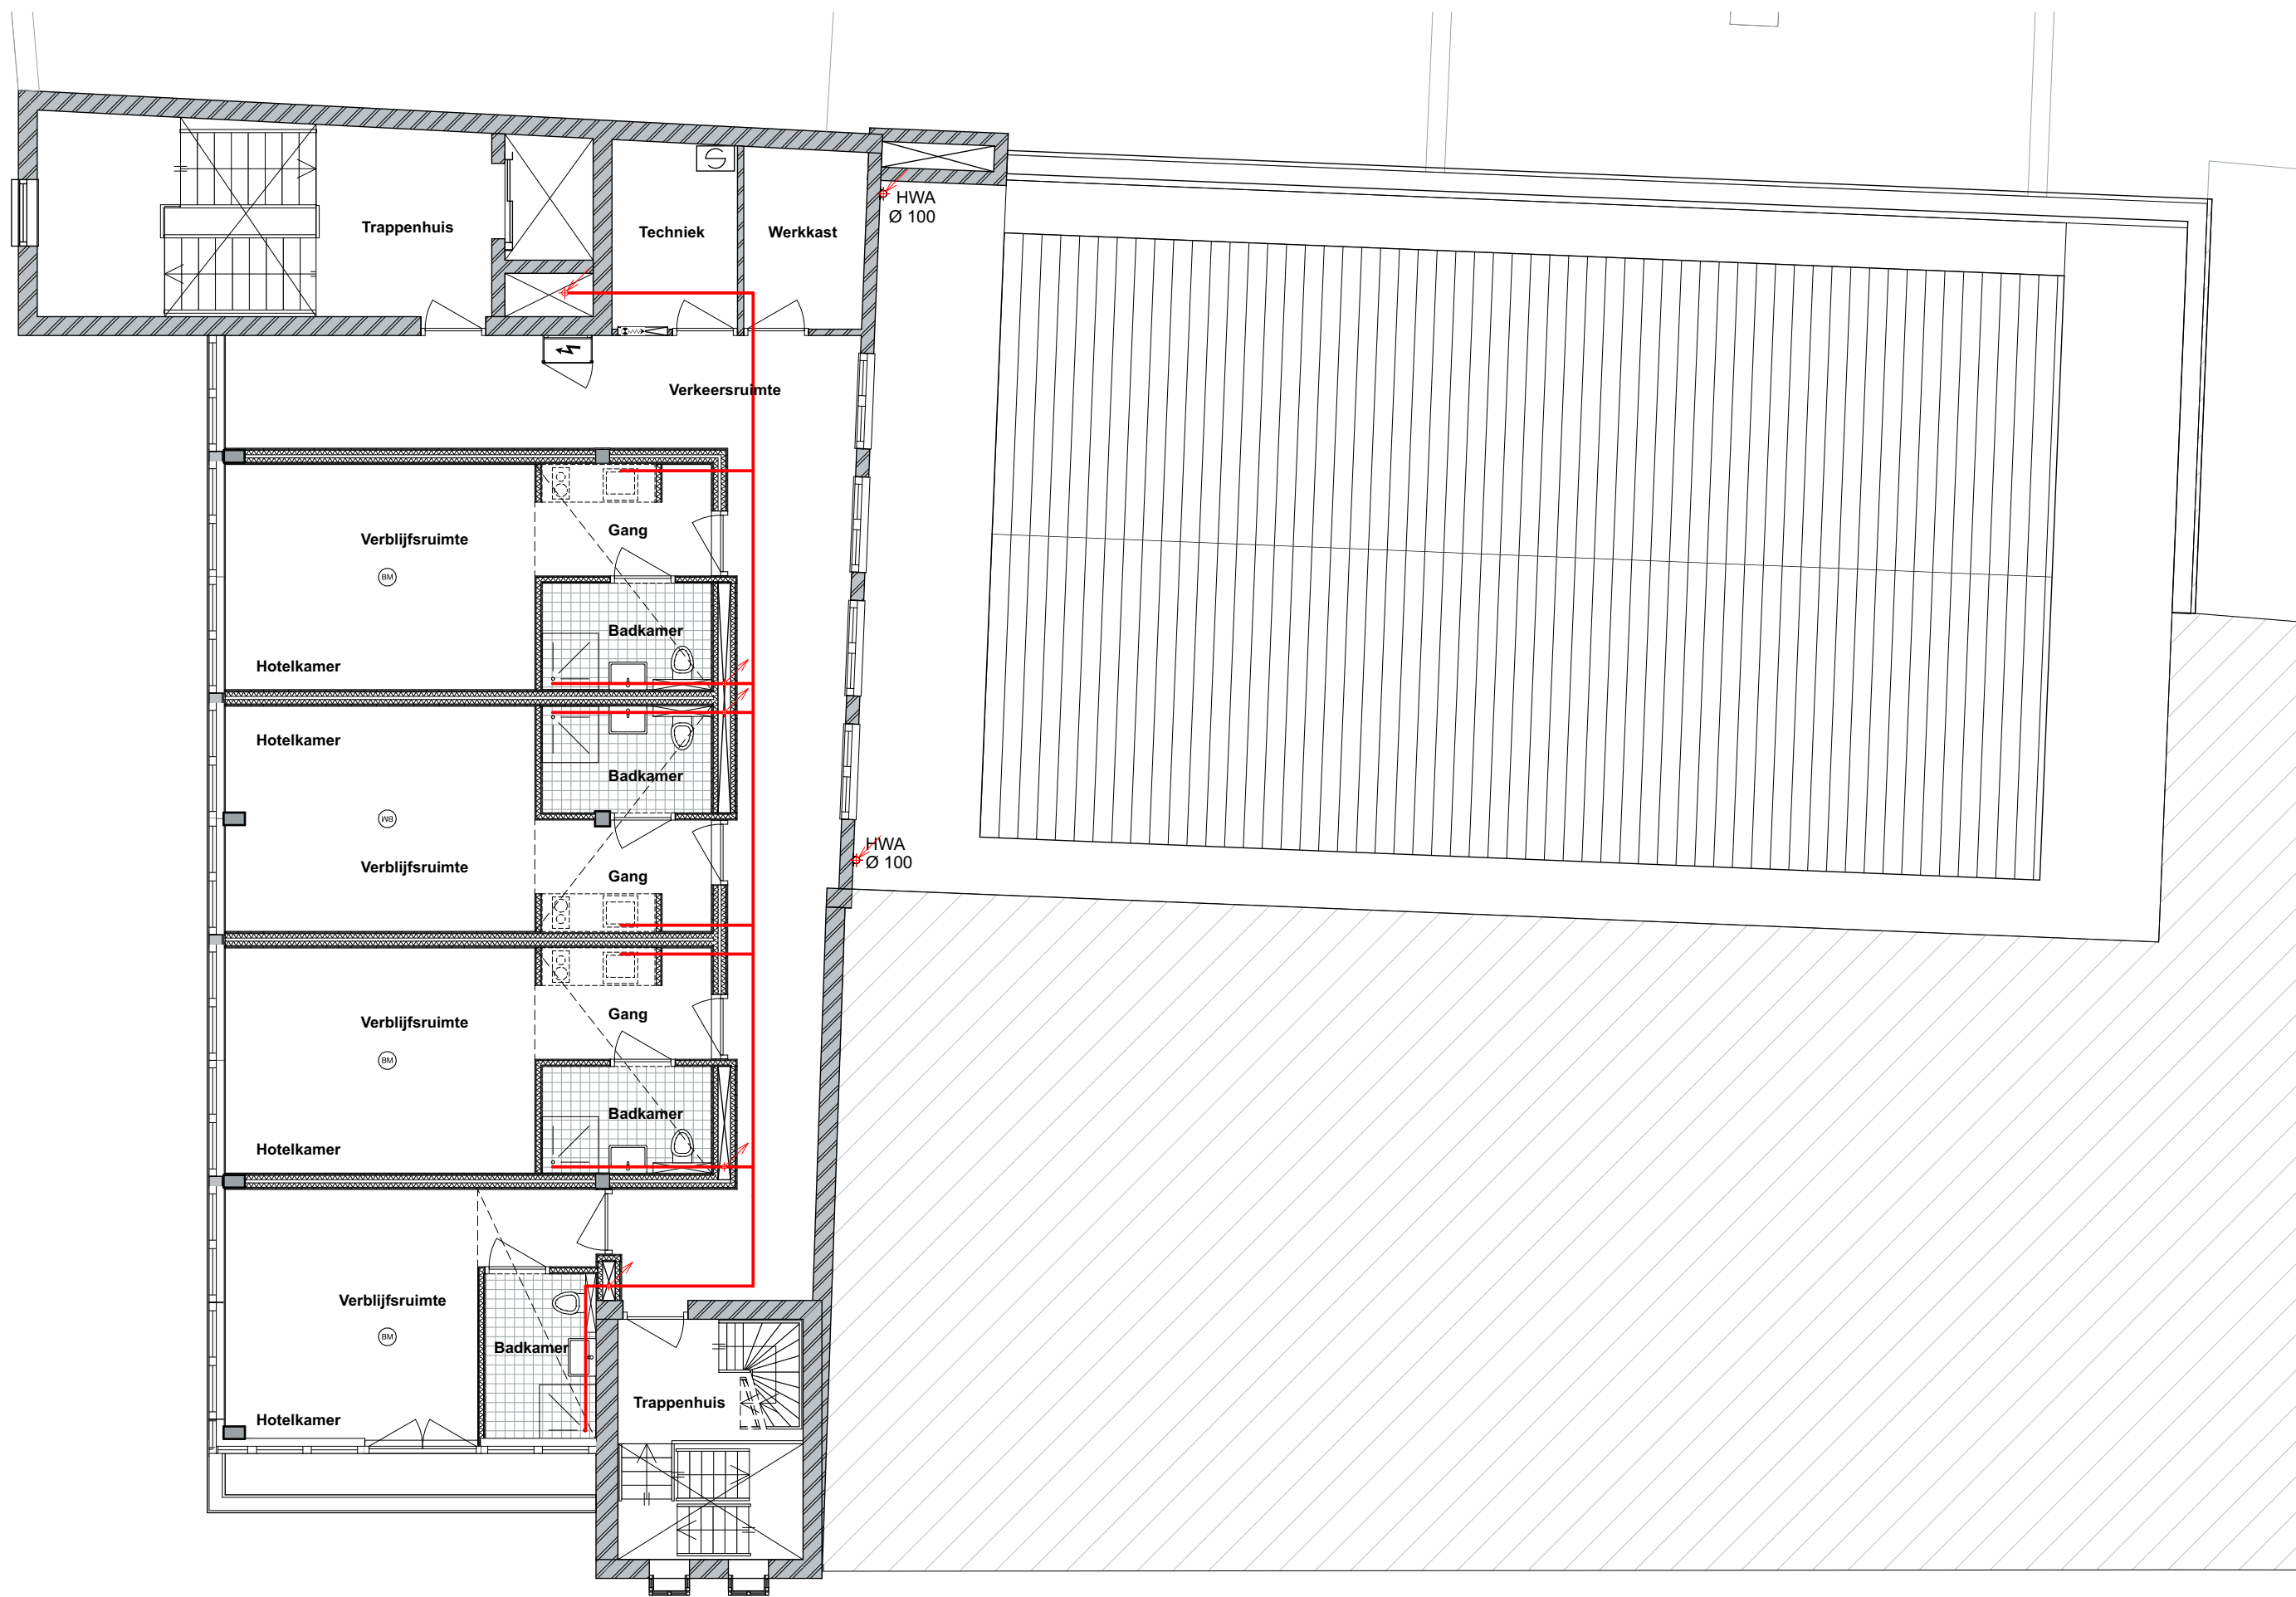 HWA
Ø 100
Trappenhuis
Techniek
Werkkast
Verkeersruimte
Gang
Verblijfsruimte
BM
Badkamer
Hotelkamer
Hotelkamer
Badkamer
BM
HWA
Ø 100
Verblijfsruimte
Gang
Gang
Verblijfsruimte
BM
Badkamer
Hotelkamer
Verblijfsruimte
BM
Badkamer
Trappenhuis
Hotelkamer